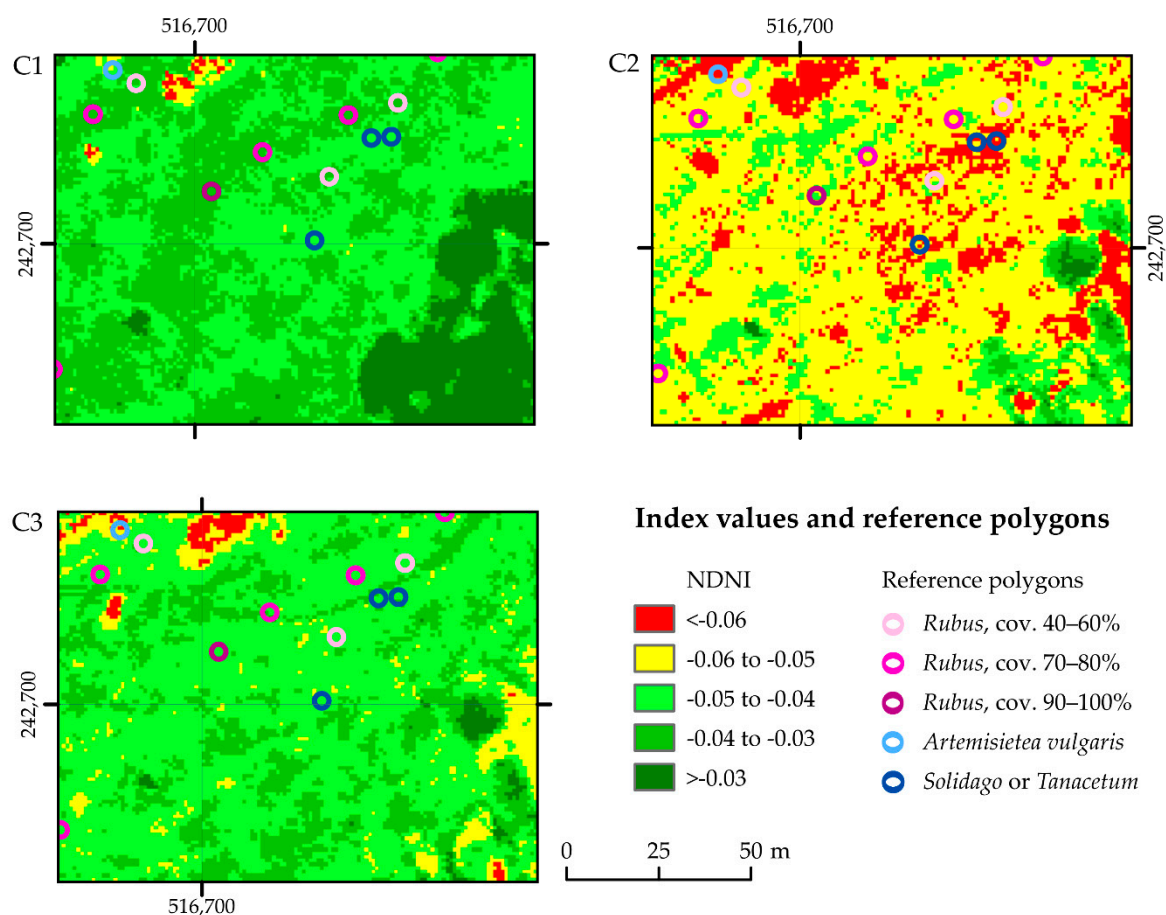 516,700
516,700
C1
C2
242,700
242,700
C3
242,700
516,700
Index values and reference polygons
NDNI
<-0.06
-0.06 to -0.05
-0.05 to -0.04
-0.04 to -0.03
>-0.03
Reference polygons
Rubus, cov. 40–60%
Rubus, cov. 70–80%
Rubus, cov. 90–100%
Artemisietea vulgaris
Solidago or Tanacetum
0 25 50 m